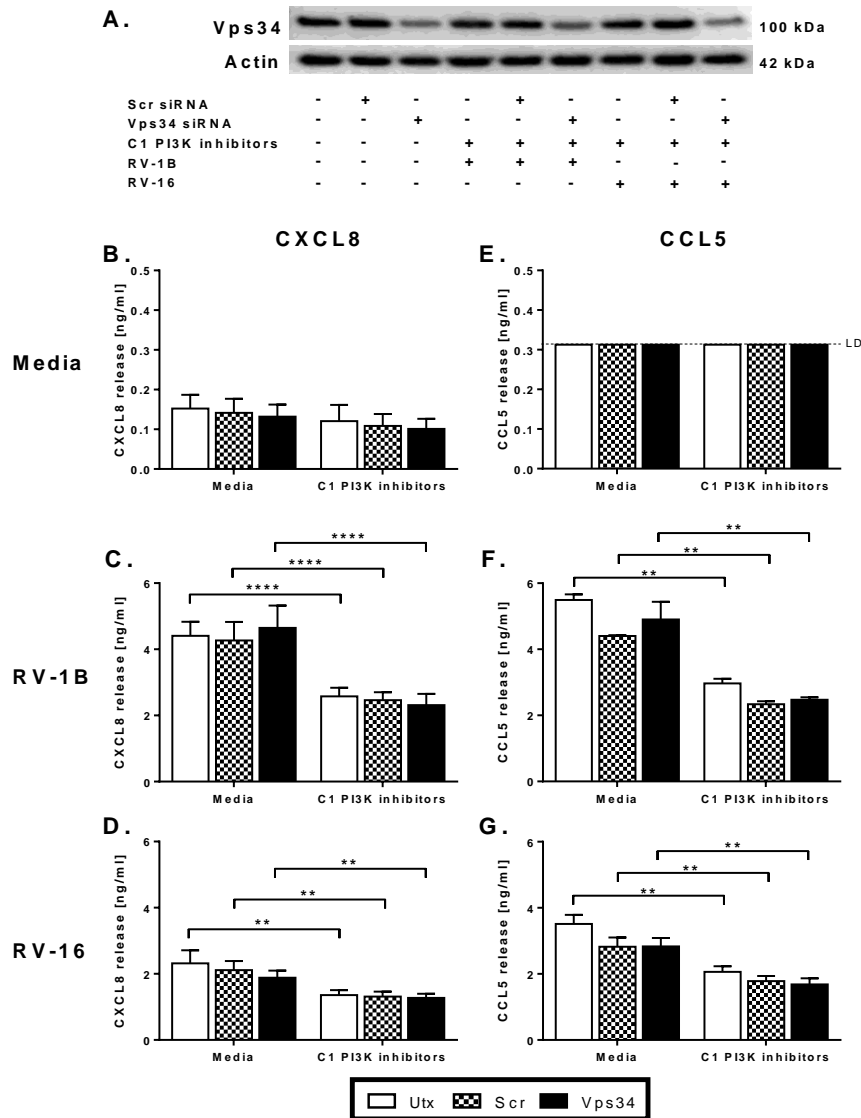 A.
Vps34 100 kDa
Actin 42 kDa
Scr siRNA - + - - + - - + -
Vps34 siRNA - - + - - + - - +
C1 PI3K inhibitors - - - + + + + + +
RV-1B - - - + + + - - -
RV-16 - - - - - - + + +
CXCL8 CCL5
Media
B.
CXCL8 release [ng/ml]
0.5
0.4
0.3
0.2
0.1
0.0
Media C1 PI3K inhibitors
E.
CCL5 release [ng/ml]
0.5
0.4
0.3
0.2
0.1
0.0
LD
Media C1 PI3K inhibitors
RV-1B
C.
CXCL8 release [ng/ml]
6
4
2
0
****
****
****
Media C1 PI3K inhibitors
F.
CCL5 release [ng/ml]
6
4
2
0
**
**
**
Media C1 PI3K inhibitors
RV-16
D.
CXCL8 release [ng/ml]
6
4
2
0
**
**
**
Media C1 PI3K inhibitors
G.
CCL5 release [ng/ml]
6
4
2
0
**
**
**
Media C1 PI3K inhibitors
Utx Scr Vps34